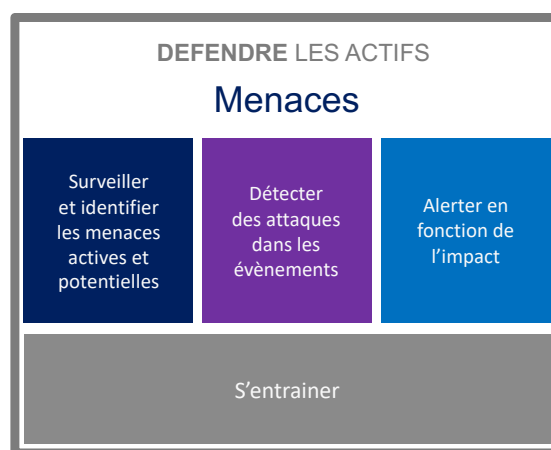 DEFENDRE LES ACTIFS
Menaces
Surveiller
et identifier
les menaces
actives et
potentielles
Détecter
des attaques
dans les
évènements
Alerter en
fonction de
l'impact
S'entrainer